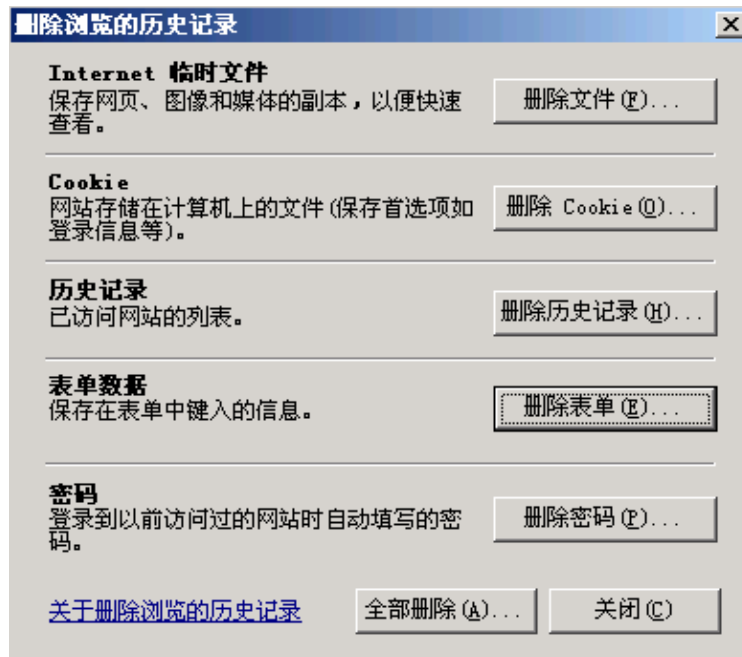 删除浏览的历史记录
Internet 临时文件
保存网页、图像和媒体的副本，以便快速
查看。
删除文件(F)...
Cookie
网站存储在计算机上的文件(保存首选项如
登录信息等)。
删除 Cookie(O)...
历史记录
已访问网站的列表。
删除历史记录(H)...
表单数据
保存在表单中键入的信息。
删除表单(E)...
密码
登录到以前访问过的网站时自动填写的密
码。
删除密码(P)...
关于删除浏览的历史记录
全部删除(A)...
关闭(C)